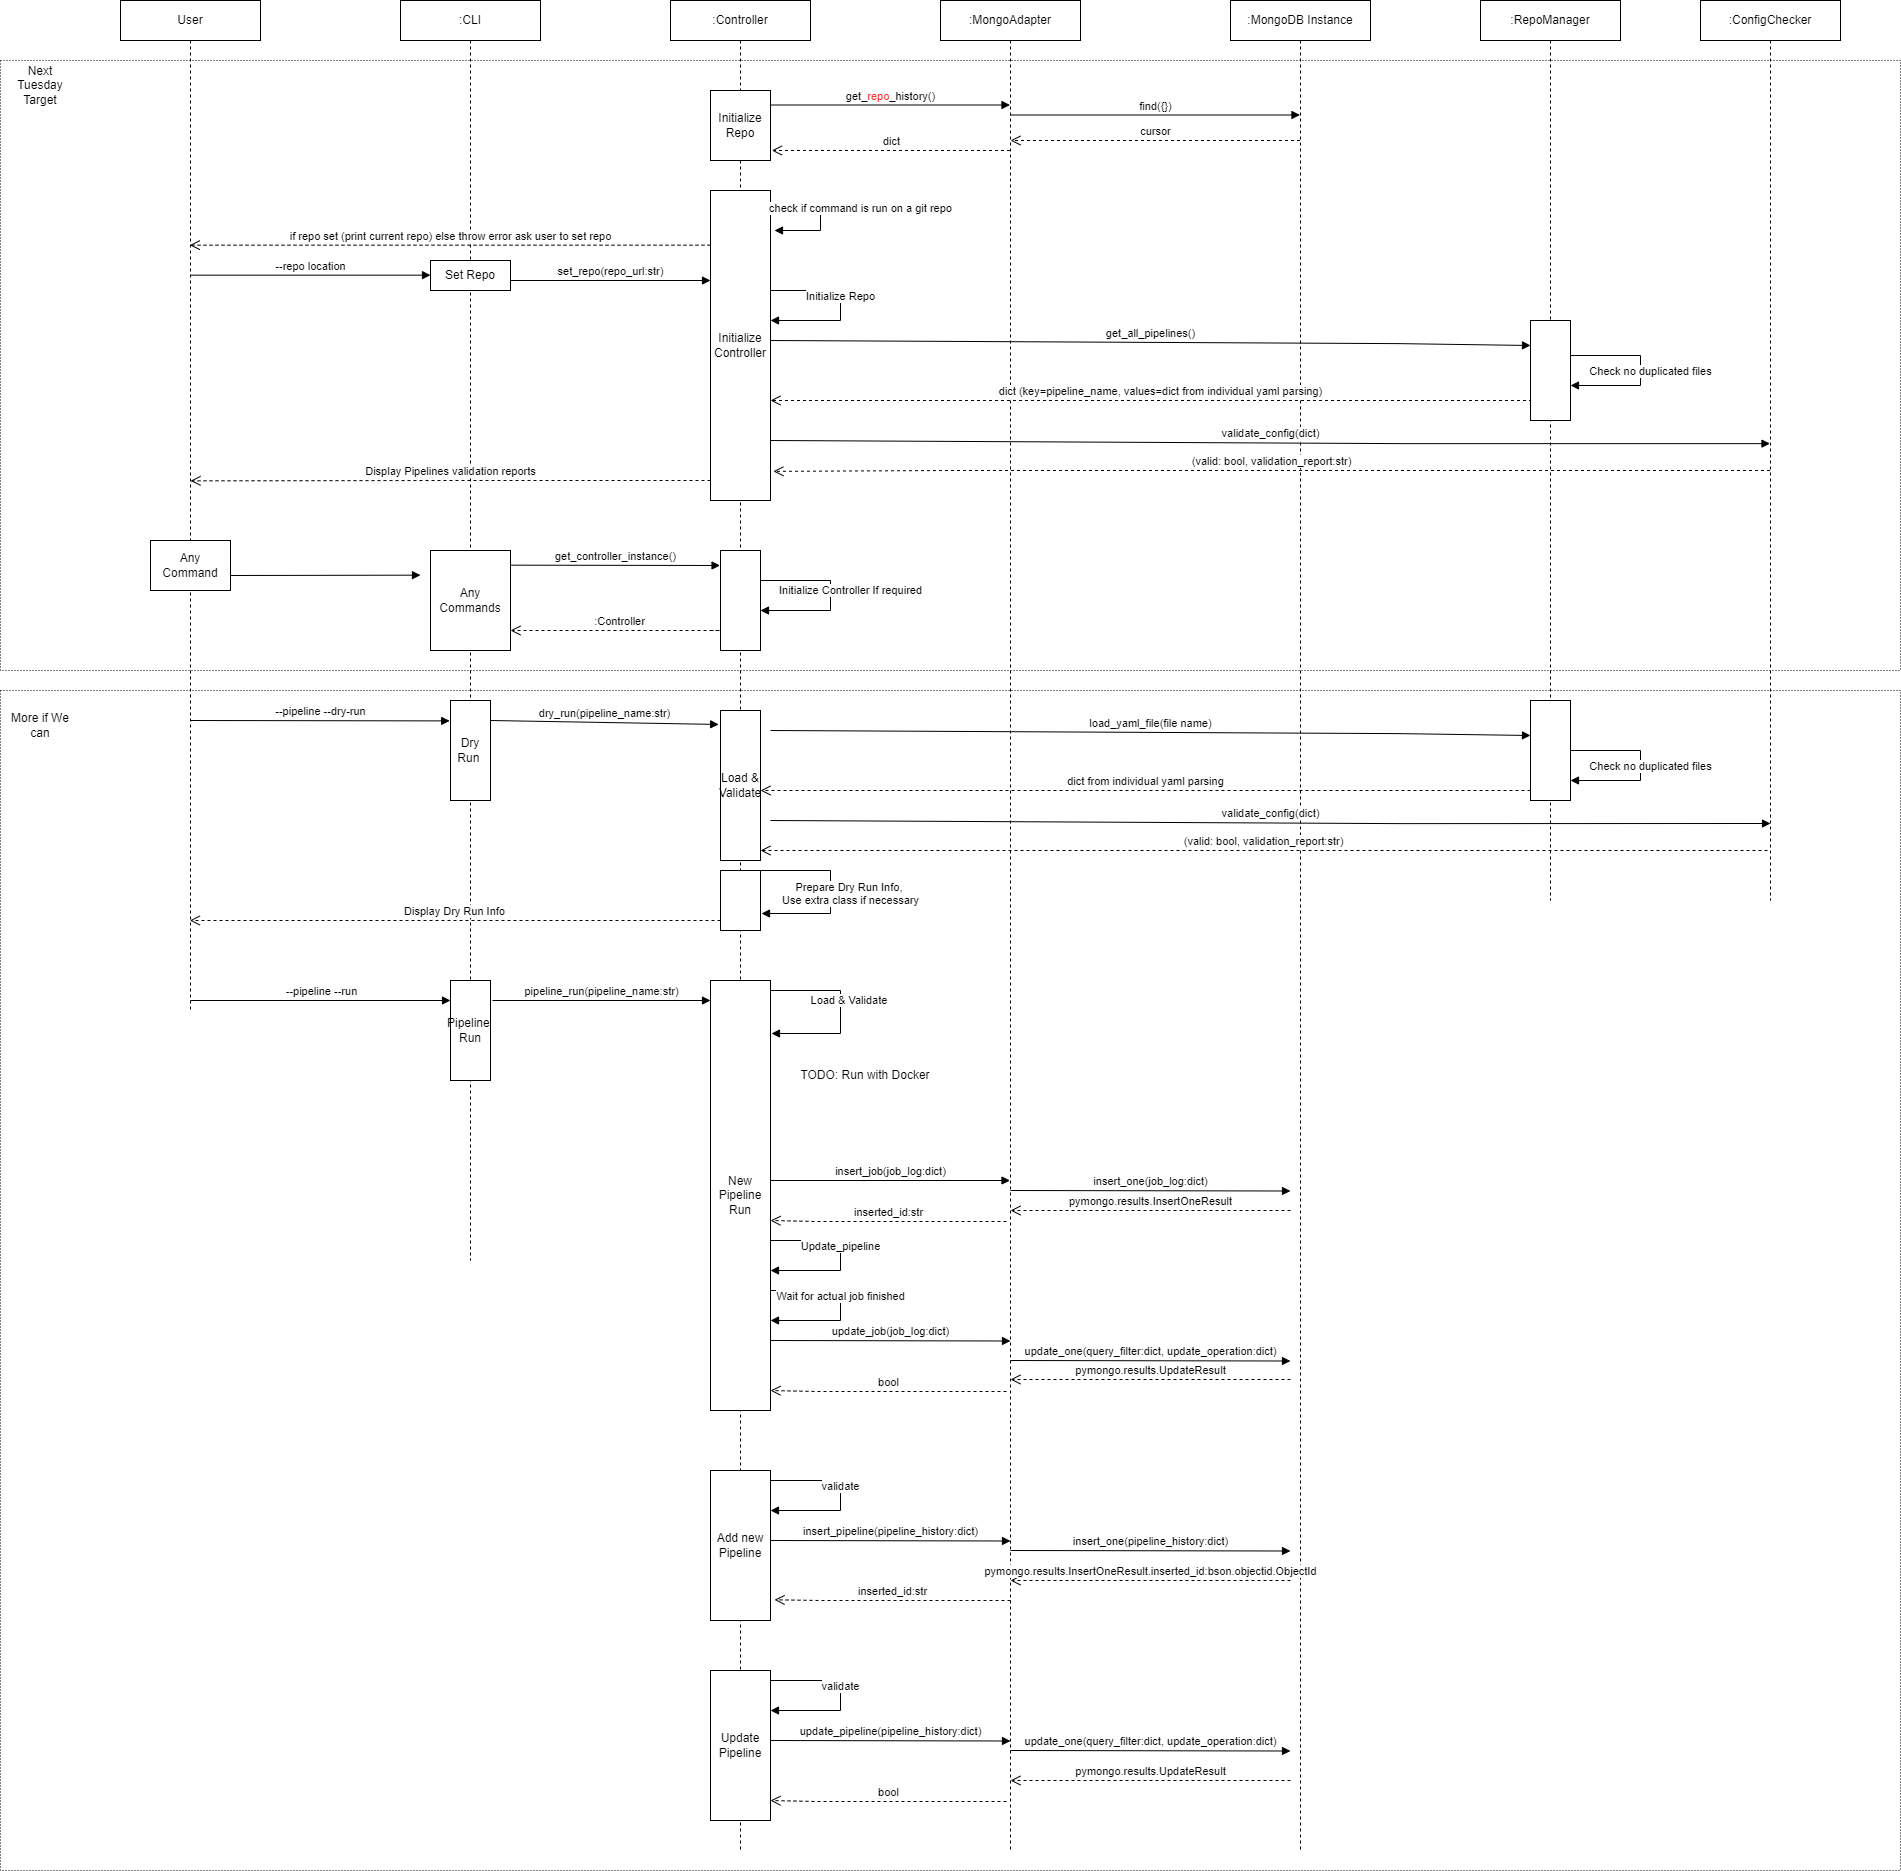 User
:CLI
:Controller
:MongoAdapter
:MongoDB Instance
:RepoManager
:ConfigChecker
Next
Tuesday
Target
Initialize
Repo
get_repo_history()
find({})
cursor
dict
check if command is run on a git repo
if repo set (print current repo) else throw error ask user to set repo
--repo location
Set Repo
set_repo(repo_url:str)
Initialize Repo
Initialize
Controller
get_all_pipelines()
Check no duplicated files
dict (key=pipeline_name, values=dict from individual yaml parsing)
validate_config(dict)
(valid: bool, validation_report:str)
Display Pipelines validation reports
Any
Command
Any
Commands
get_controller_instance()
Initialize Controller If required
:Controller
More if We
can
--pipeline --dry-run
Dry
Run
dry_run(pipeline_name:str)
Load &
Validate
load_yaml_file(file name)
Check no duplicated files
dict from individual yaml parsing
validate_config(dict)
(valid: bool, validation_report:str)
Prepare Dry Run Info,
Use extra class if necessary
Display Dry Run Info
--pipeline --run
Pipeline
Run
pipeline_run(pipeline_name:str)
Load & Validate
TODO: Run with Docker
New
Pipeline
Run
insert_job(job_log:dict)
insert_one(job_log:dict)
pymongo.results.InsertOneResult
inserted_id:str
Update_pipeline
Wait for actual job finished
update_job(job_log:dict)
update_one(query_filter:dict, update_operation:dict)
pymongo.results.UpdateResult
bool
Add new
Pipeline
validate
insert_pipeline(pipeline_history:dict)
insert_one(pipeline_history:dict)
pymongo.results.InsertOneResult.inserted_id:bson.objectid.ObjectId
inserted_id:str
Update
Pipeline
validate
update_pipeline(pipeline_history:dict)
update_one(query_filter:dict, update_operation:dict)
pymongo.results.UpdateResult
bool